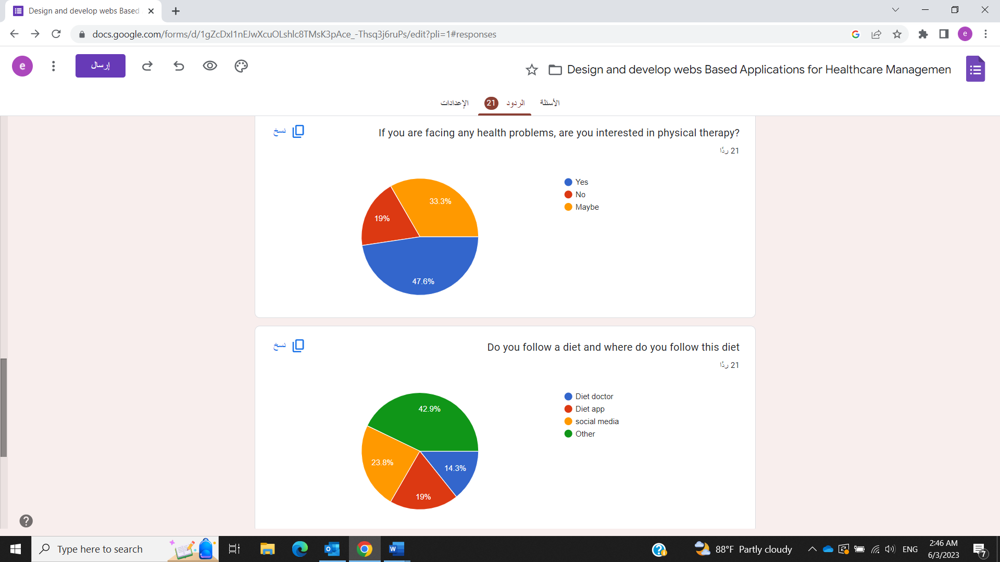 Design and develop webs Based
docs.google.com/forms/d/1gZcDxI1nEJwXcuOLshlc8TMsK3pAce_-Thsq3j6ruPs/edit?pli=1#responses
e
e
إرسال
Design and develop webs Based Applications for Healthcare Managemen
الأسئلة
الردود 21
الإعدادات
If you are facing any health problems, are you interested in physical therapy?
نسخ
21 ردًا
33.3%
19%
47.6%
Yes
No
Maybe
Do you follow a diet and where do you follow this diet
نسخ
21 ردًا
42.9%
23.8%
14.3%
19%
Diet doctor
Diet app
social media
Other
Type here to search
88°F Partly cloudy
ENG
2:46 AM
6/3/2023
7